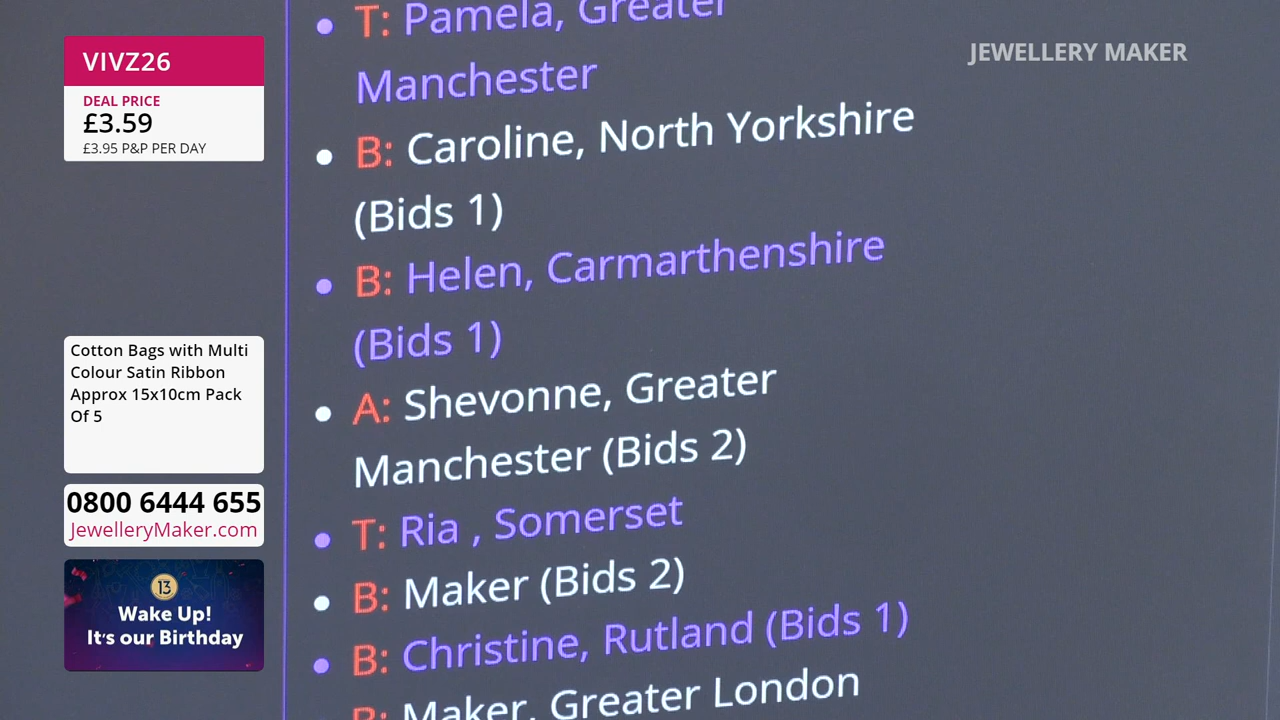 VIVZ26
DEAL PRICE
£3.59
£3.95 P&P PER DAY
Cotton Bags with Multi
Colour Satin Ribbon
Approx 15x10cm Pack
Of 5
0800 6444 655
JewelleryMaker.com
13
Wake Up!
It's our Birthday
JEWELLERY MAKER
• T: Pamela, Greater
Manchester
• B: Caroline, North Yorkshire
(Bids 1)
• B: Helen, Carmarthenshire
(Bids 1)
• A: Shevonne, Greater
Manchester (Bids 2)
• T: Ria , Somerset
• B: Maker (Bids 2)
• B: Christine, Rutland (Bids 1)
B: Maker, Greater London